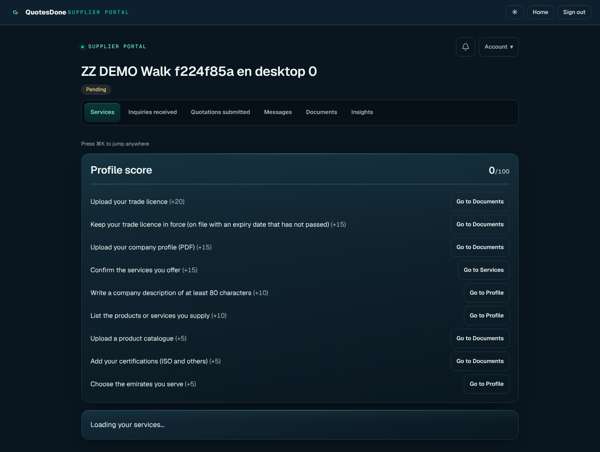 QuotesDone SUPPLIER PORTAL
Home
Sign out
SUPPLIER PORTAL
Account ▾
ZZ DEMO Walk f224f85a en desktop 0
Pending
Services
Inquiries received
Quotations submitted
Messages
Documents
Insights
Press ⌘K to jump anywhere
Profile score
0/100
Upload your trade licence (+20)
Go to Documents
Keep your trade licence in force (on file with an expiry date that has not passed) (+15)
Go to Documents
Upload your company profile (PDF) (+15)
Go to Documents
Confirm the services you offer (+15)
Go to Services
Write a company description of at least 80 characters (+10)
Go to Profile
List the products or services you supply (+10)
Go to Profile
Upload a product catalogue (+5)
Go to Documents
Add your certifications (ISO and others) (+5)
Go to Documents
Choose the emirates you serve (+5)
Go to Profile
Loading your services...